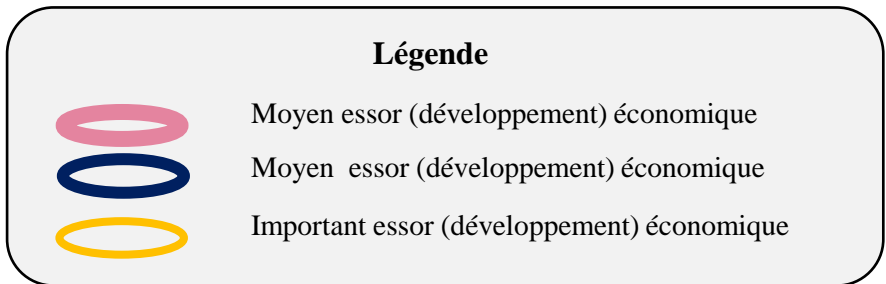 Légende
Moyen essor (développement) économique
Moyen  essor (développement) économique
Important essor (développement) économique